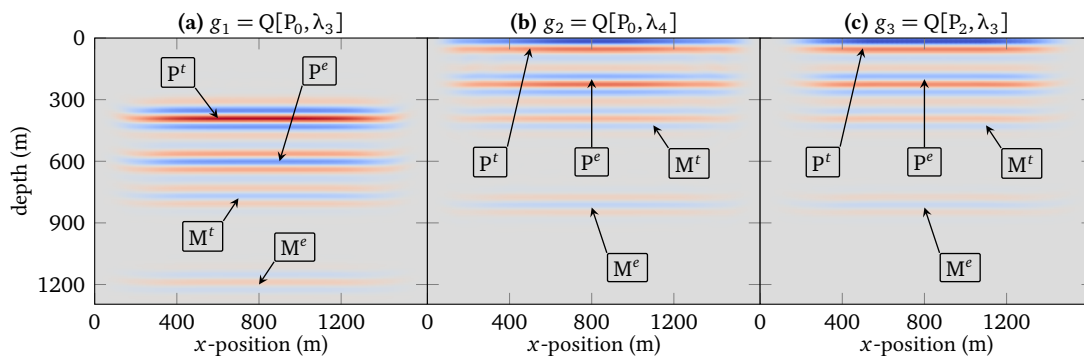 (a) g₁ = Q[P₀, λ₃]
(b) g₂ = Q[P₀, λ₄]
(c) g₃ = Q[P₂, λ₃]
depth (m)
0
300
600
900
1200
Pᵗ
Pᵉ
Mᵗ
Mᵉ
Pᵗ
Pᵉ
Mᵗ
Mᵉ
Pᵗ
Pᵉ
Mᵗ
Mᵉ
0 400 800 1200
0 400 800 1200
0 400 800 1200
x-position (m)
x-position (m)
x-position (m)